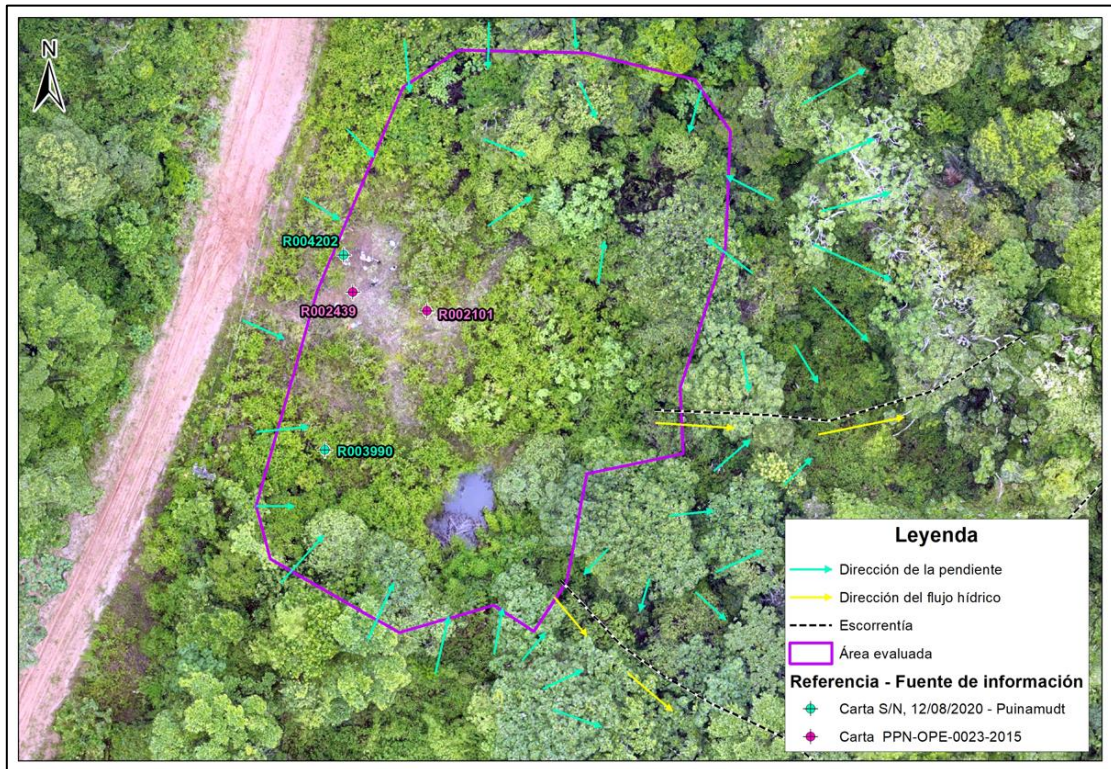 N
R004202
R002439
R002101
R003990
Leyenda
Dirección de la pendiente
Dirección del flujo hídrico
Escorrentía
Área evaluada
Referencia - Fuente de información
Carta S/N, 12/08/2020 - Puinamudt
Carta PPN-OPE-0023-2015